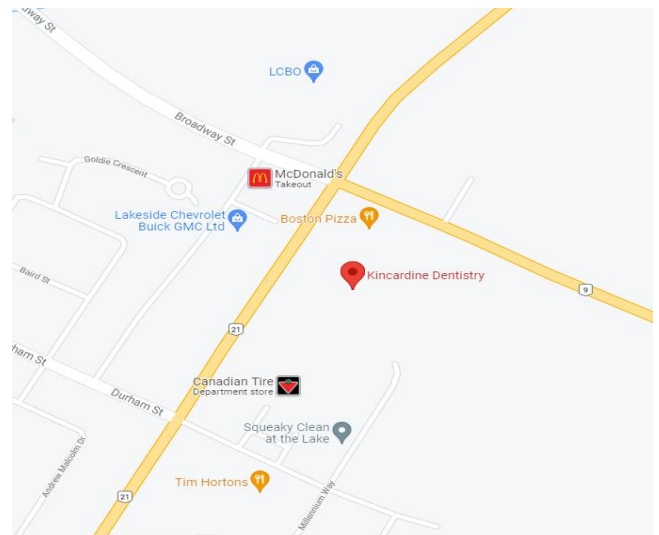 dway St
LCBO
Broadway St
Goldie Crescent
McDonald's
Takeout
Lakeside Chevrolet
Buick GMC Ltd
Boston Pizza
Kincardine Dentistry
Baird St
9
21
ham St
Canadian Tire
Department store
Durham St
Squeaky Clean
at the Lake
Andrew Malcolm Dr
Tim Hortons
Millennium Way
21